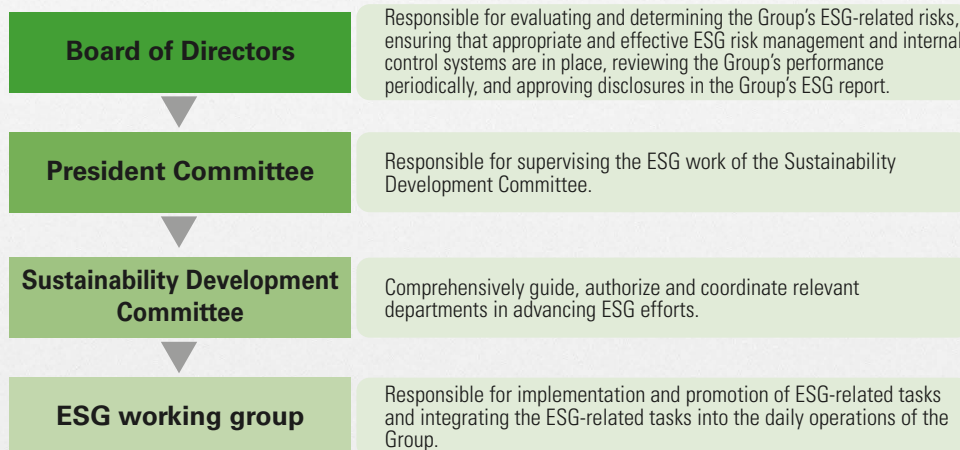 Board of Directors
Responsible for evaluating and determining the Group's ESG-related risks,
ensuring that appropriate and effective ESG risk management and internal
control systems are in place, reviewing the Group's performance
periodically, and approving disclosures in the Group's ESG report.
President Committee
Responsible for supervising the ESG work of the Sustainability
Development Committee.
Sustainability Development
Committee
Comprehensively guide, authorize and coordinate relevant
departments in advancing ESG efforts.
ESG working group
Responsible for implementation and promotion of ESG-related tasks
and integrating the ESG-related tasks into the daily operations of the
Group.